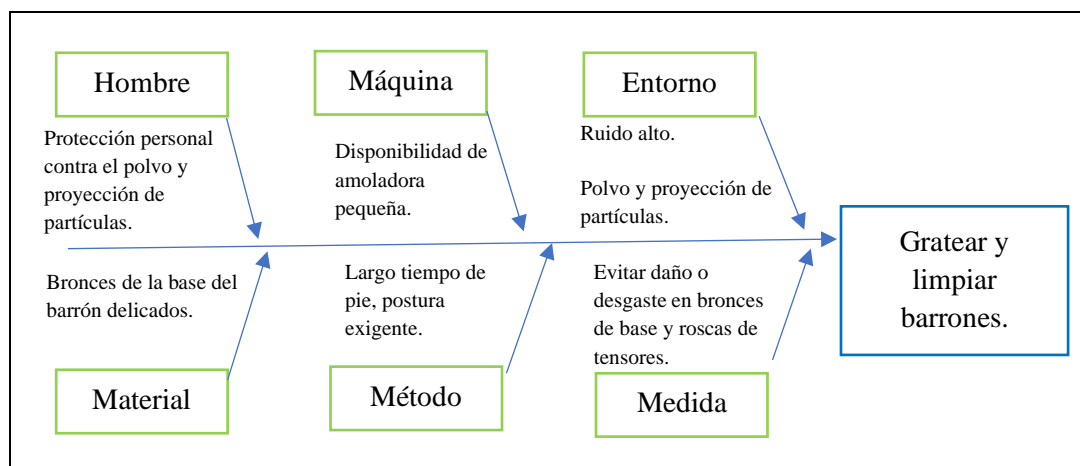 Hombre
Máquina
Entorno
Protección personal
contra el polvo y
proyección de
partículas.
Disponibilidad de
amoladora
pequeña.
Ruido alto.
Polvo y proyección de
partículas.
Gratear y
limpiar
barrones.
Bronces de la base del
barrón delicados.
Largo tiempo de
pie, postura
exigente.
Evitar daño o
desgaste en bronces
de base y roscas de
tensores.
Material
Método
Medida